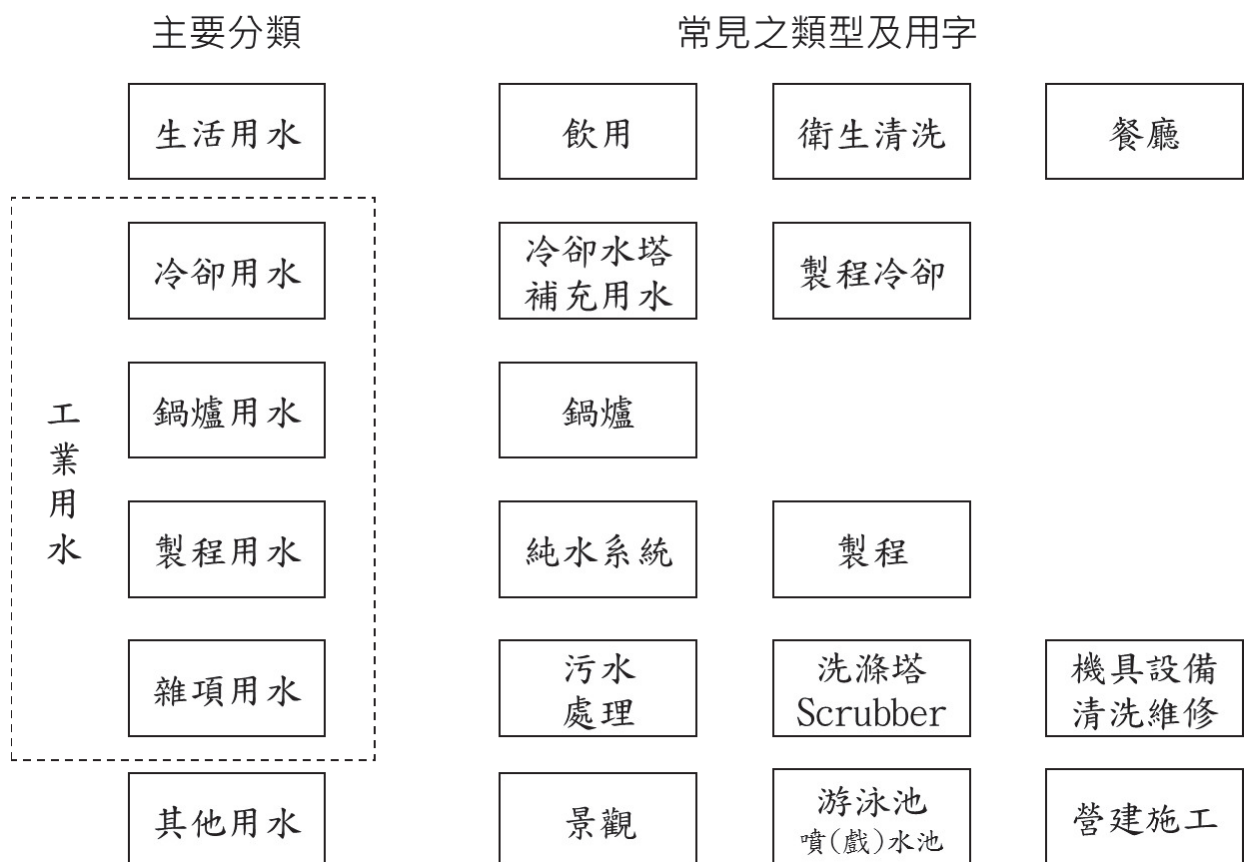 主要分類
常見之類型及用字
生活用水
飲用
衛生清洗
餐廳
工業用水
冷卻用水
冷卻水塔
補充用水
製程冷卻
鍋爐用水
鍋爐
製程用水
純水系統
製程
雜項用水
污水
處理
洗滌塔
Scrubber
機具設備
清洗維修
其他用水
景觀
游泳池
噴(戲)水池
營建施工